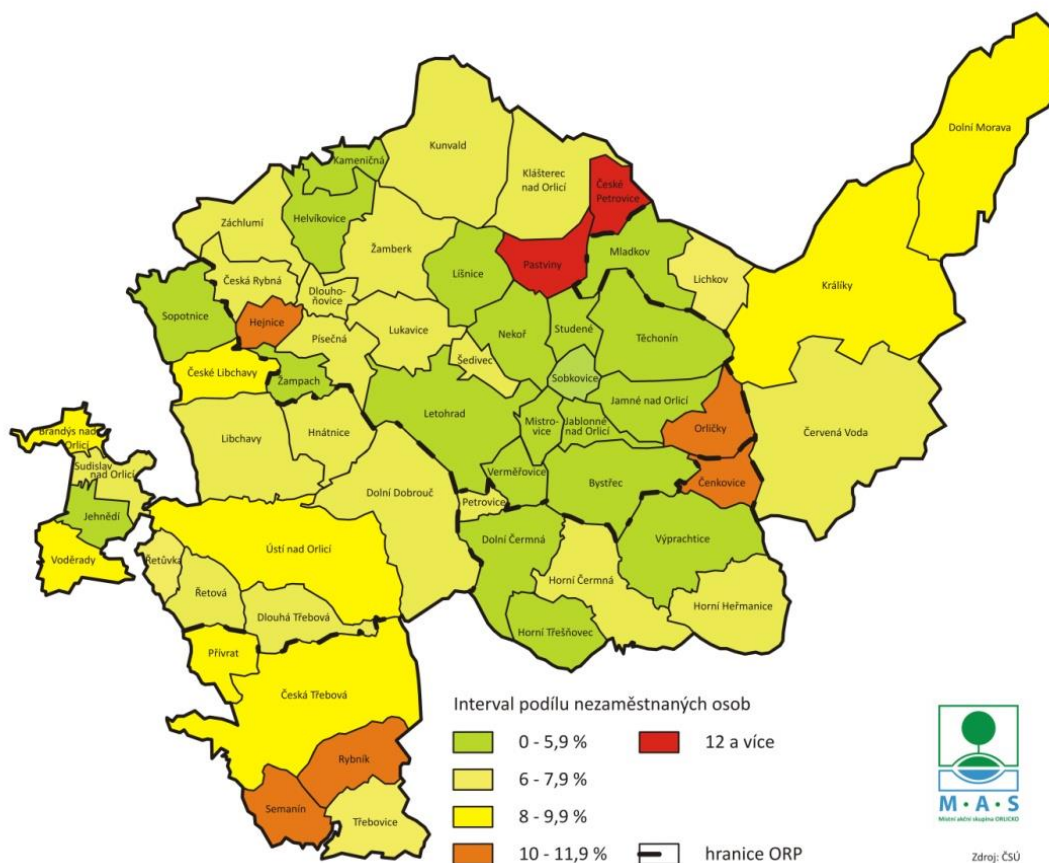 Dolní Morava
Kunvald
Kameničná
Klášterec
nad Orlicí
České
Petrovice
Helvíkovice
Záchlumí
Žamberk
Mladkov
Pastviny
Líšnice
Lichkov
Česká Rybná
Dlouho-
ňovice
Králíky
Sopotnice
Hejnice
Lukavice
Nekoř
Studené
Těchonín
Písečná
Šedivec
České Libchavy
Žampach
Sobkovice
Letohrad
Jamné nad Orlicí
Brandýs nad
Orlicí
Libchavy
Hnátnice
Mistro-
vice
Jablonné
nad Orlicí
Orličky
Červená Voda
Sudislav
nad Orlicí
Dolní Dobrouč
Verměřovice
Bystřec
Čenkovice
Petrovice
Jehnědí
Ústí nad Orlicí
Dolní Čermná
Výprachtice
Voděrady
Řetůvka
Řetová
Horní Čermná
Horní Heřmanice
Dlouhá Třebová
Horní Třešňovec
Přívrat
Česká Třebová
Rybník
Semanín
Třebovice
Interval podílu nezaměstnaných osob
0 - 5,9 %
12 a více
6 - 7,9 %
8 - 9,9 %
10 - 11,9 %
hranice ORP
M · A · S
Místní akční skupina ORLICKO
Zdroj: ČSÚ